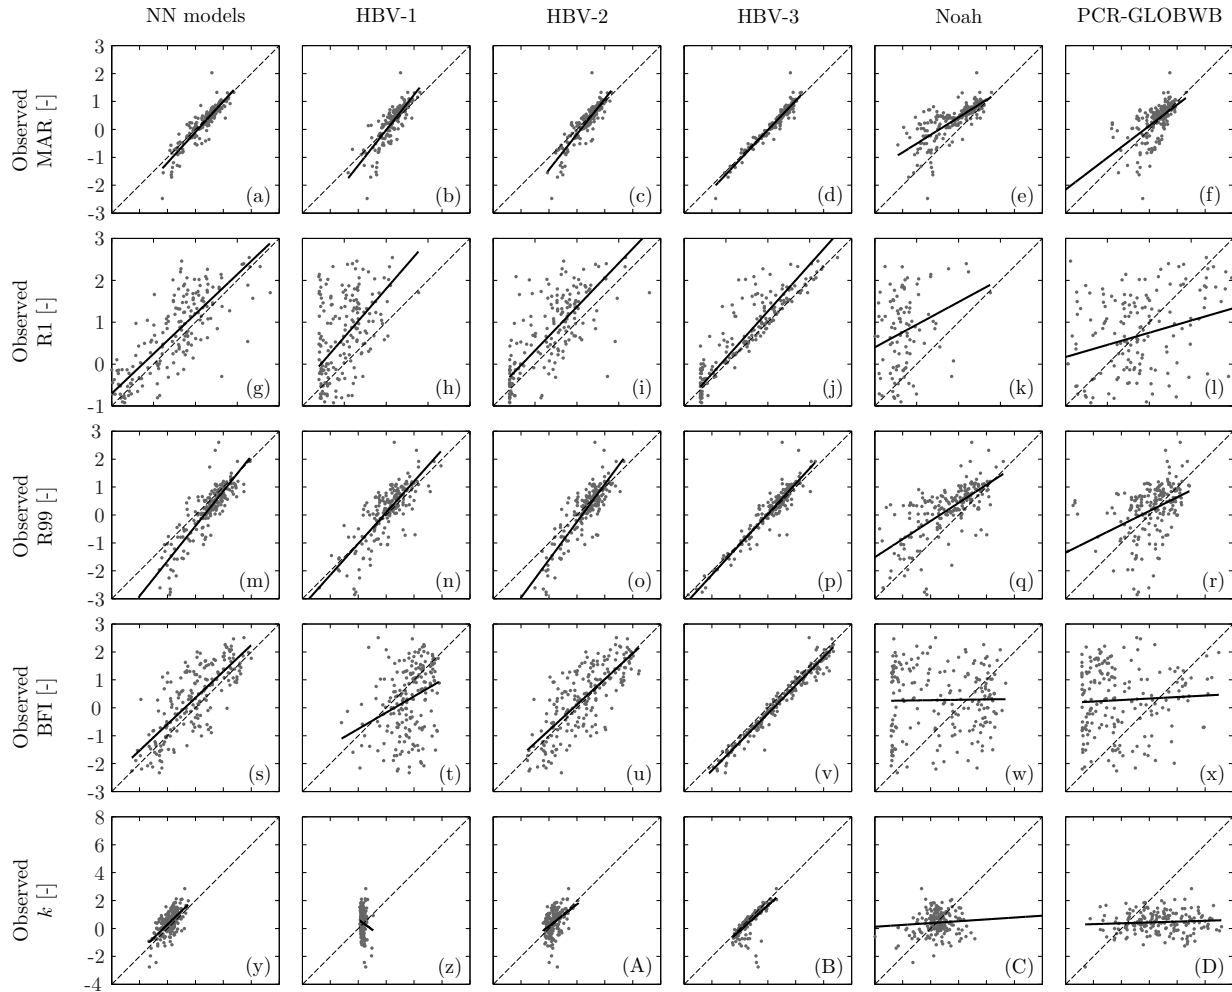 NN models HBV-1 HBV-2 HBV-3 Noah PCR-GLOBWB
Observed
MAR [-]
3
2
1
0
-1
-2
-3
(a) (b) (c) (d) (e) (f)
Observed
R1 [-]
3
2
1
0
-1
(g) (h) (i) (j) (k) (l)
Observed
R99 [-]
3
2
1
0
-1
-2
-3
(m) (n) (o) (p) (q) (r)
Observed
BFI [-]
3
2
1
0
-1
-2
-3
(s) (t) (u) (v) (w) (x)
Observed
k [-]
8
6
4
2
0
-2
-4
(y) (z) (A) (B) (C) (D)